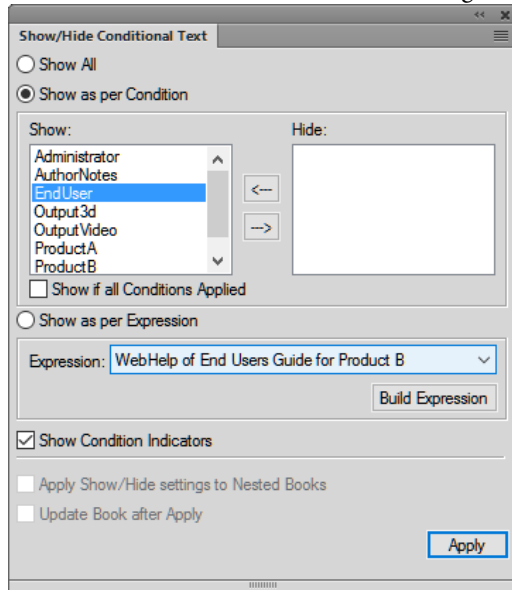 Show/Hide Conditional Text
Show All
Show as per Condition
Show: Hide:
Administrator
AuthorNotes
EndUser
Output3d
OutputVideo
ProductA
ProductB
<---
--->
Show if all Conditions Applied
Show as per Expression
Expression: WebHelp of End Users Guide for Product B
Build Expression
Show Condition Indicators
Apply Show/Hide settings to Nested Books
Update Book after Apply
Apply